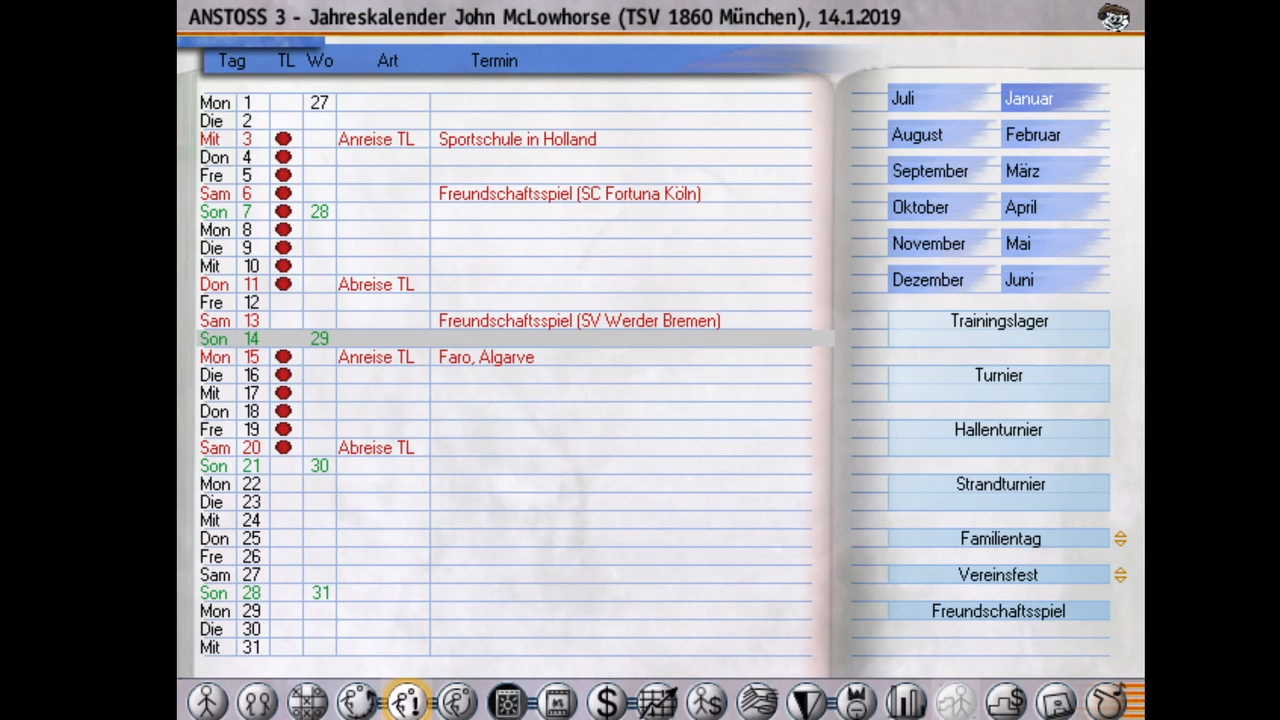 ANSTOSS 3 - Jahreskalender John McLowhorse (TSV 1860 München), 14.1.2019
Tag TL Wo Art Termin
Mon 1 27
Die 2
Mit 3 Anreise TL Sportschule in Holland
Don 4
Fre 5
Sam 6 Freundschaftsspiel (SC Fortuna Köln)
Son 7 28
Mon 8
Die 9
Mit 10
Don 11 Abreise TL
Fre 12
Sam 13 Freundschaftsspiel (SV Werder Bremen)
Son 14 29
Mon 15 Anreise TL Faro, Algarve
Die 16
Mit 17
Don 18
Fre 19
Sam 20 Abreise TL
Son 21 30
Mon 22
Die 23
Mit 24
Don 25
Fre 26
Sam 27
Son 28 31
Mon 29
Die 30
Mit 31
Juli Januar
August Februar
September März
Oktober April
November Mai
Dezember Juni
Trainingslager
Turnier
Hallenturnier
Strandturnier
Familientag
Vereinsfest
Freundschaftsspiel